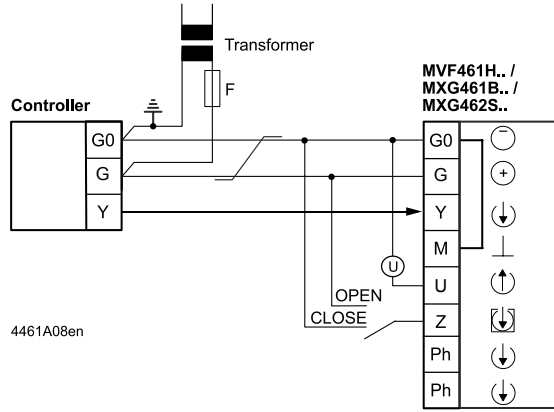 Transformer
F
MVF461H.. /
MXG461B.. /
MXG462S..
Controller
G0
G
Y
G0
G
Y
M
U
Z
Ph
Ph
U
OPEN
CLOSE
4461A08en